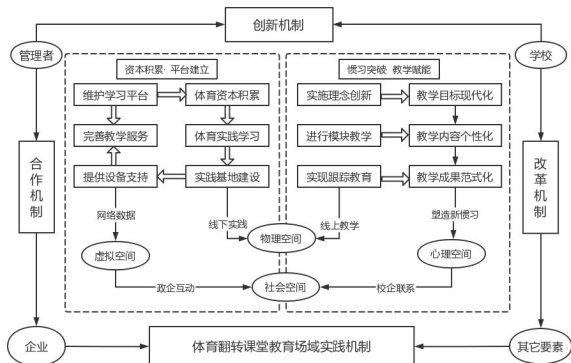 创新机制
管理者
学校
资本积累·平台建立
惯习突破·教学赋能
维护学习平台
体育资本积累
实施理念创新
教学目标现代化
完善教学服务
体育实践学习
进行模块教学
教学内容个性化
合作机制
改革机制
提供设备支持
实践基地建设
实现跟踪教育
教学成果范式化
网络数据
线下实践
线上教学
塑造新惯习
物理空间
虚拟空间
心理空间
政企互动
社会空间
校企联系
企业
体育翻转课堂教育场域实践机制
其它要素